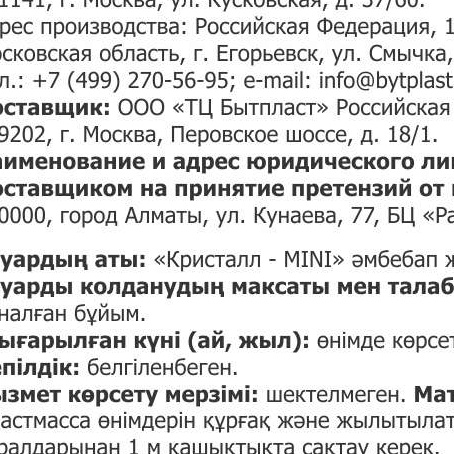 1141, г. Москва, ул. Кусковская, д. 37/60.
рес производства: Российская Федерация, 1
сковская область, г. Егорьевск, ул. Смычка,
л.: +7 (499) 270-56-95; e-mail: info@bytplast
оставщик: ООО «ТЦ Бытпласт» Российская
9202, г. Москва, Перовское шоссе, д. 18/1.
аименование и адрес юридического ли
оставщиком на принятие претензий от
0000, город Алматы, ул. Кунаева, 77, БЦ «Ра
уардың аты: «Кристалл - MINI» әмбебап ж
уарды колданудың максаты мен талаб
налған бұйым.
ығарылған күні (ай, жыл): өнімде көрсет
епілдік: белгіленбеген.
ызмет көрсету мерзімі: шектелмеген. Мат
астмасса өнімдерін құрғақ және жылытылат
ралдарынан 1 м қашықтықта сақтау керек.